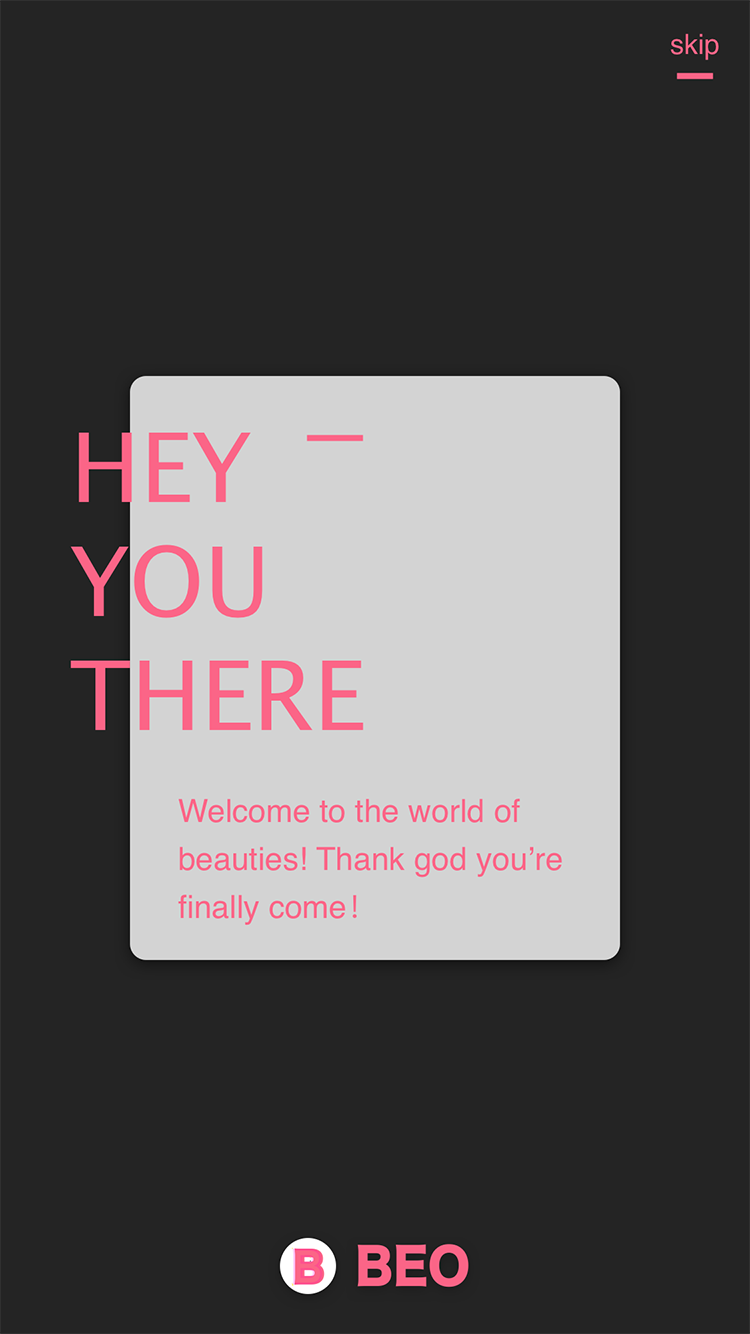 skip
HEY
YOU
THERE
Welcome to the world of
beauties! Thank god you’re
finally come!
B BEO